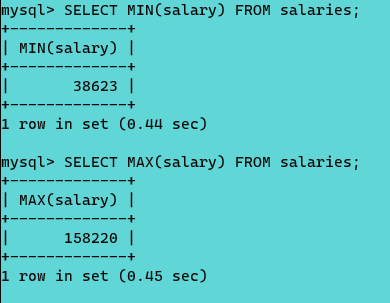 mysql> SELECT MIN(salary) FROM salaries;
+-------------+
| MIN(salary) |
+-------------+
|       38623 |
+-------------+
1 row in set (0.44 sec)

mysql> SELECT MAX(salary) FROM salaries;
+-------------+
| MAX(salary) |
+-------------+
|      158220 |
+-------------+
1 row in set (0.45 sec)